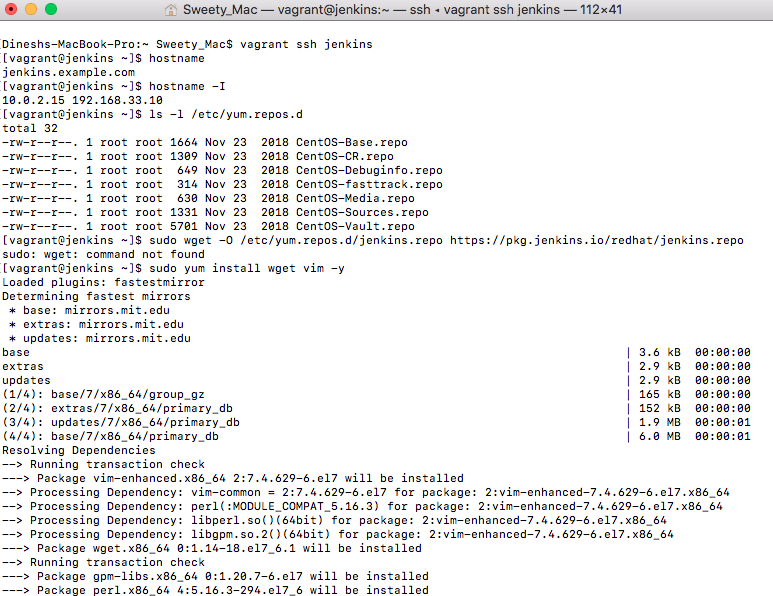 Sweety_Mac — vagrant@jenkins:~ — ssh ◂ vagrant ssh jenkins — 112×41
[Dineshs-MacBook-Pro:~ Sweety_Mac$ vagrant ssh jenkins
[[vagrant@jenkins ~]$ hostname
jenkins.example.com
[[vagrant@jenkins ~]$ hostname -I
10.0.2.15 192.168.33.10
[[vagrant@jenkins ~]$ ls -l /etc/yum.repos.d
total 32
-rw-r--r--. 1 root root 1664 Nov 23  2018 CentOS-Base.repo
-rw-r--r--. 1 root root 1309 Nov 23  2018 CentOS-CR.repo
-rw-r--r--. 1 root root  649 Nov 23  2018 CentOS-Debuginfo.repo
-rw-r--r--. 1 root root  314 Nov 23  2018 CentOS-fasttrack.repo
-rw-r--r--. 1 root root  630 Nov 23  2018 CentOS-Media.repo
-rw-r--r--. 1 root root 1331 Nov 23  2018 CentOS-Sources.repo
-rw-r--r--. 1 root root 5701 Nov 23  2018 CentOS-Vault.repo
[[vagrant@jenkins ~]$ sudo wget -O /etc/yum.repos.d/jenkins.repo https://pkg.jenkins.io/redhat/jenkins.repo
sudo: wget: command not found
[[vagrant@jenkins ~]$ sudo yum install wget vim -y
Loaded plugins: fastestmirror
Determining fastest mirrors
 * base: mirrors.mit.edu
 * extras: mirrors.mit.edu
 * updates: mirrors.mit.edu
base | 3.6 kB  00:00:00
extras | 2.9 kB  00:00:00
updates | 2.9 kB  00:00:00
(1/4): base/7/x86_64/group_gz | 165 kB  00:00:00
(2/4): extras/7/x86_64/primary_db | 152 kB  00:00:00
(3/4): updates/7/x86_64/primary_db | 1.9 MB  00:00:01
(4/4): base/7/x86_64/primary_db | 6.0 MB  00:00:01
Resolving Dependencies
--> Running transaction check
---> Package vim-enhanced.x86_64 2:7.4.629-6.el7 will be installed
--> Processing Dependency: vim-common = 2:7.4.629-6.el7 for package: 2:vim-enhanced-7.4.629-6.el7.x86_64
--> Processing Dependency: perl(:MODULE_COMPAT_5.16.3) for package: 2:vim-enhanced-7.4.629-6.el7.x86_64
--> Processing Dependency: libperl.so()(64bit) for package: 2:vim-enhanced-7.4.629-6.el7.x86_64
--> Processing Dependency: libgpm.so.2()(64bit) for package: 2:vim-enhanced-7.4.629-6.el7.x86_64
---> Package wget.x86_64 0:1.14-18.el7_6.1 will be installed
--> Running transaction check
---> Package gpm-libs.x86_64 0:1.20.7-6.el7 will be installed
---> Package perl.x86_64 4:5.16.3-294.el7_6 will be installed